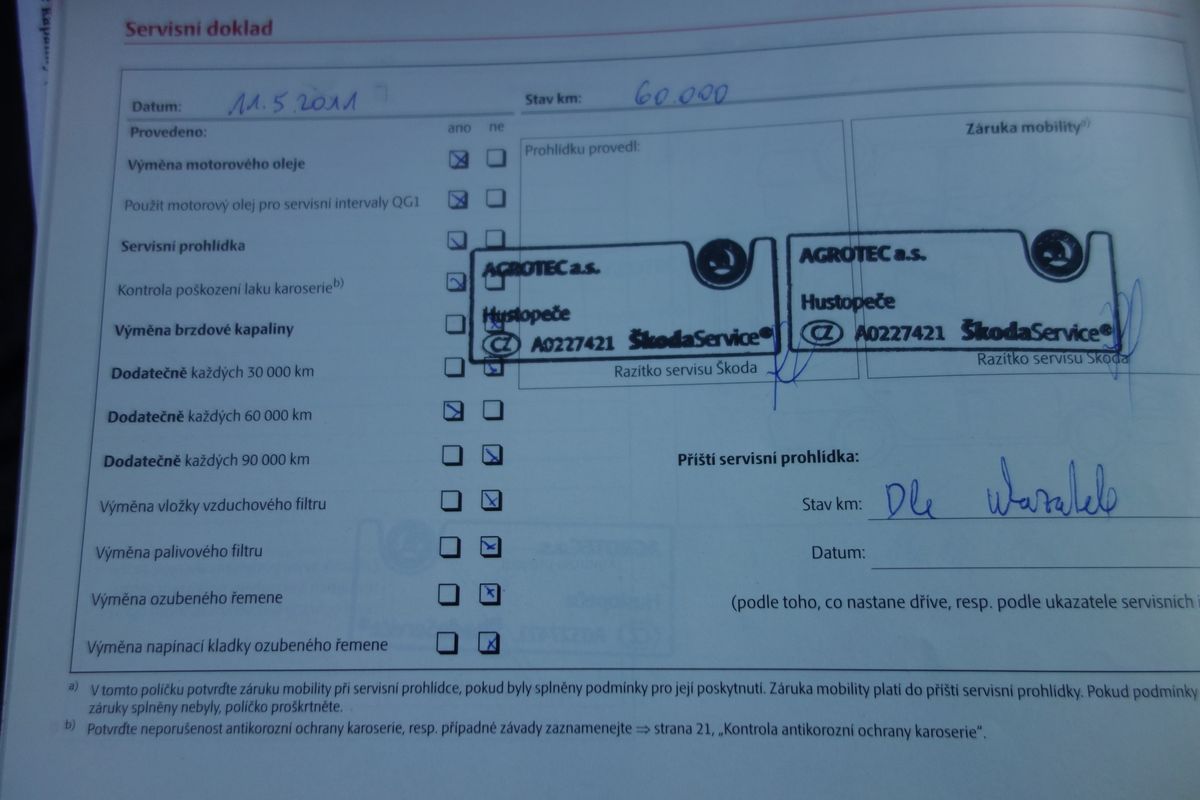 Servisní doklad
Datum: 11.5.2011 Stav km: 60.000
Provedeno: ano ne
Výměna motorového oleje
Použit motorový olej pro servisní intervaly QG1
Servisní prohlídka
Kontrola poškození laku karoserie b)
Výměna brzdové kapaliny
Dodatečně každých 30 000 km
Dodatečně každých 60 000 km
Dodatečně každých 90 000 km
Výměna vložky vzduchového filtru
Výměna palivového filtru
Výměna ozubeného řemene
Výměna napínací kladky ozubeného řemene
Prohlídku provedl:
AGROTEC a.s.
Hustopeče
CZ A0227421 ŠkodaService®
Razítko servisu Škoda
Záruka mobility a)
AGROTEC a.s.
Hustopeče
CZ A0227421 ŠkodaService®
Razítko servisu Škoda
Příští servisní prohlídka:
Stav km: Dle ukazatele
Datum:
(podle toho, co nastane dříve, resp. podle ukazatele servisních
a) V tomto políčku potvrďte záruku mobility při servisní prohlídce, pokud byly splněny podmínky pro její poskytnutí. Záruka mobility platí do příští servisní prohlídky. Pokud podmínky
záruky splněny nebyly, políčko proškrtněte.
b) Potvrďte neporušenost antikorozní ochrany karoserie, resp. případné závady zaznamenejte ⇒ strana 21, „Kontrola antikorozní ochrany karoserie“.